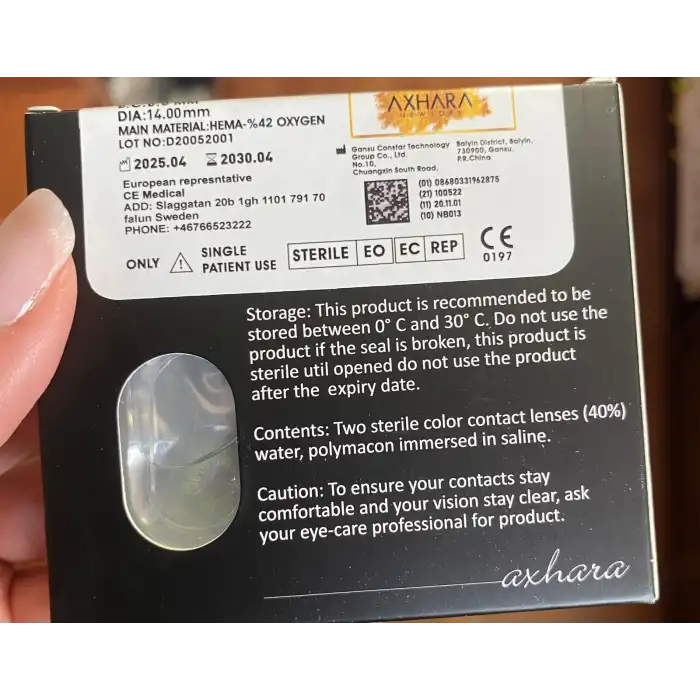 DIA:14.00mm
MAIN MATERIAL:HEMA-%42 OXYGEN
LOT NO:D20052001
2025.04 2030.04
European represntative
CE Medical
ADD: Slaggatan 20b 1gh 1101 791 70
falun Sweden
PHONE: +46766523222
AXHARA
Gansu Constar Technology
Group Co., Ltd.
No.10,
Chuangxin South Road,
Baiyin District, Baiyin,
730900, Gansu.
P.R.China
(01) 08680331962875
(21) 100522
(11) 20.11.01
(10) NB013
ONLY
SINGLE
PATIENT USE
STERILE EO EC REP
CE
0197
Storage: This product is recommended to be
stored between 0° C and 30° C. Do not use the
product if the seal is broken, this product is
sterile util opened do not use the product
after the expiry date.
Contents: Two sterile color contact lenses (40%)
water, polymacon immersed in saline.
Caution: To ensure your contacts stay
comfortable and your vision stay clear, ask
your eye-care professional for product.
axhara